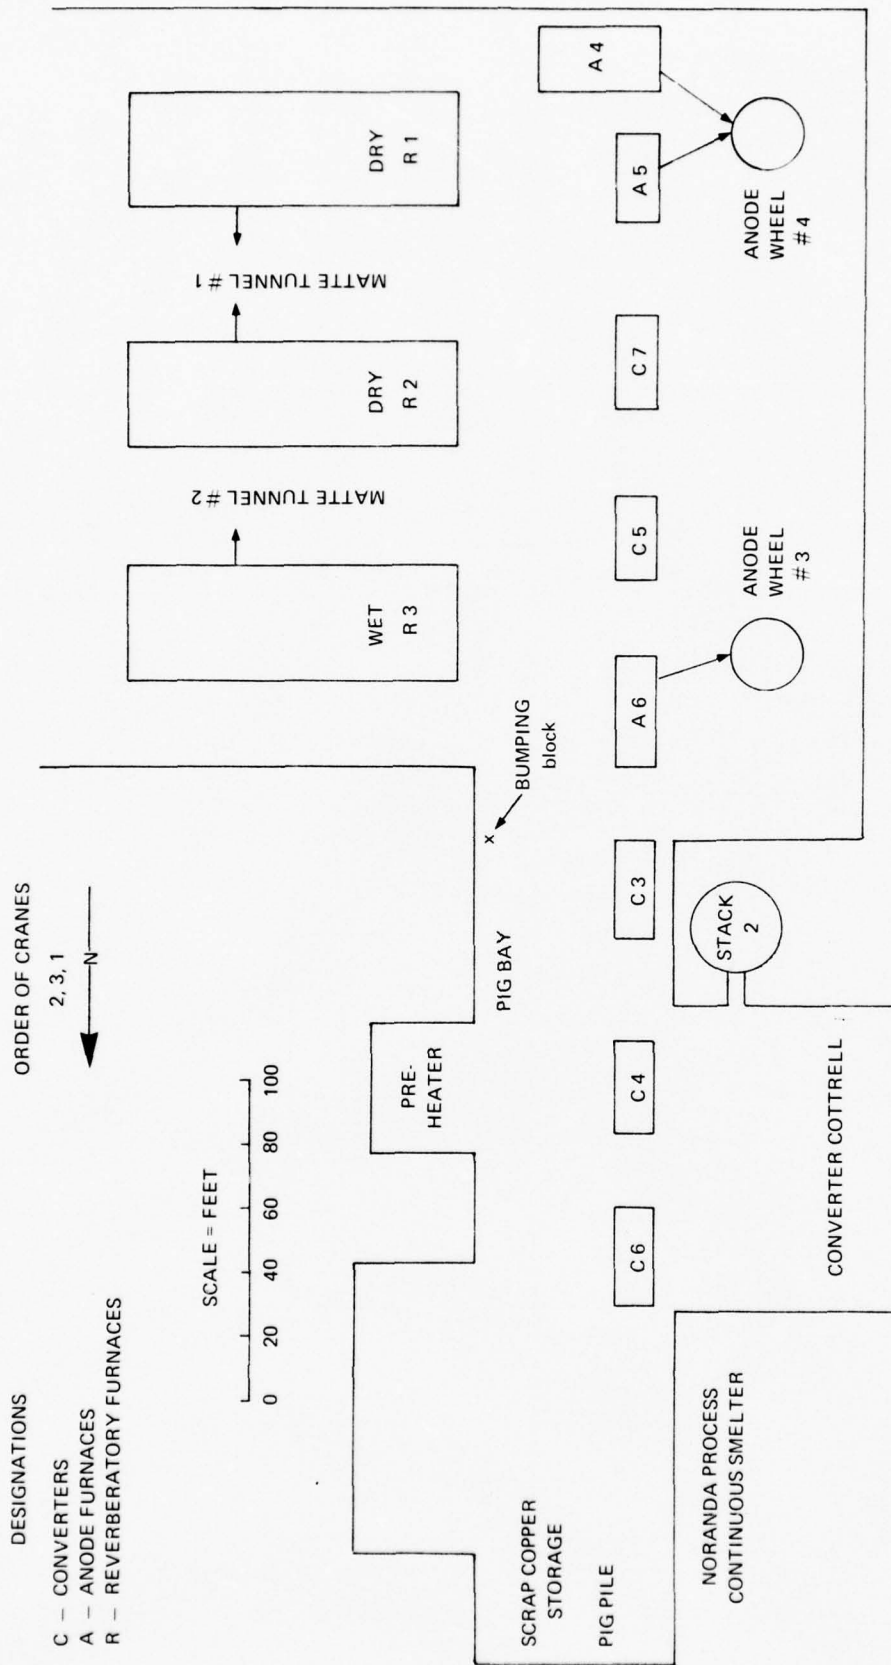 DESIGNATIONS
C – CONVERTERS
A – ANODE FURNACES
R – REVERBERATORY FURNACES
ORDER OF CRANES
2, 3, 1
N
SCALE = FEET
0 20 40 60 80 100
PRE-
HEATER
PIG BAY
BUMPING
block
x
WET
R 3
MATTE TUNNEL #2
DRY
R 2
MATTE TUNNEL #1
DRY
R 1
SCRAP COPPER
STORAGE
PIG PILE
C 6
C 4
C 3
A 6
C 5
C 7
A 5
A 4
STACK
2
ANODE
WHEEL
#3
ANODE
WHEEL
#4
NORANDA PROCESS
CONTINUOUS SMELTER
CONVERTER COTTRELL